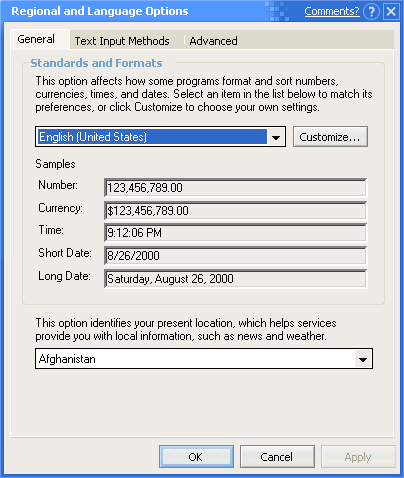 Regional and Language Options Comments?
General Text Input Methods Advanced
Standards and Formats
This option affects how some programs format and sort numbers,
currencies, times, and dates. Select an item in the list below to match its
preferences, or click Customize to choose your own settings.
English (United States) Customize...
Samples
Number: 123,456,789.00
Currency: $123,456,789.00
Time: 9:12:06 PM
Short Date: 8/26/2000
Long Date: Saturday, August 26, 2000
This option identifies your present location, which helps services
provide you with local information, such as news and weather.
Afghanistan
OK Cancel Apply